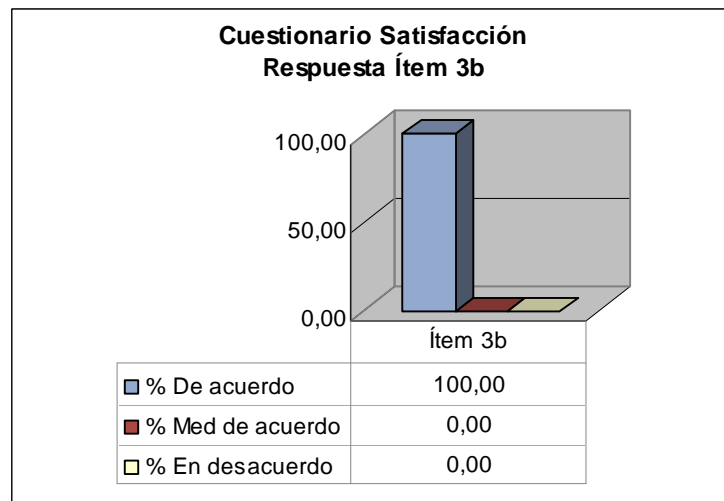 Cuestionario Satisfacción
Respuesta Ítem 3b
100,00
50,00
0,00
Ítem 3b
% De acuerdo 100,00
% Med de acuerdo 0,00
% En desacuerdo 0,00